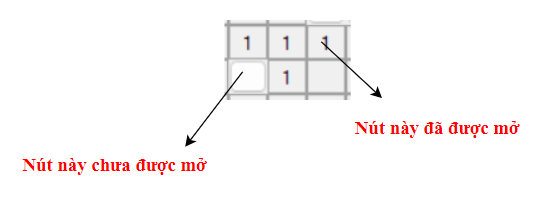 1 1 1
1
Nút này đã được mở
Nút này chưa được mở